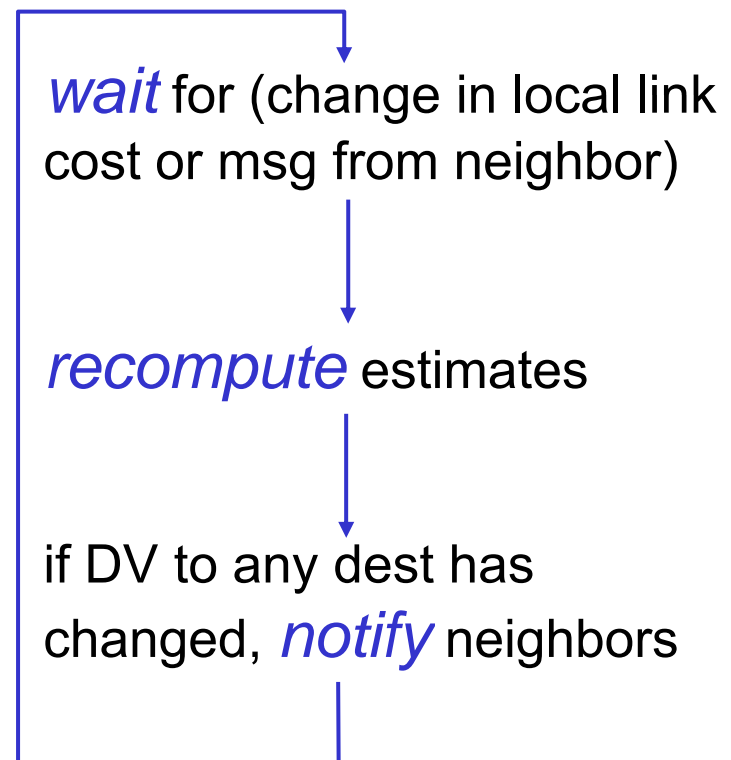 wait for (change in local link
cost or msg from neighbor)
recompute estimates
if DV to any dest has
changed, notify neighbors